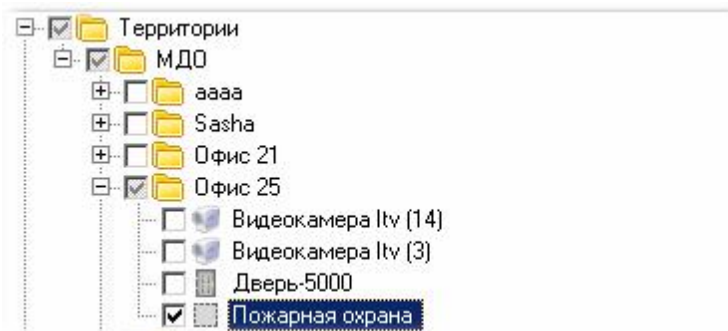 Территории
МДО
аааа
Sasha
Офис 21
Офис 25
Видеокамера Itv (14)
Видеокамера Itv (3)
Дверь-5000
Пожарная охрана